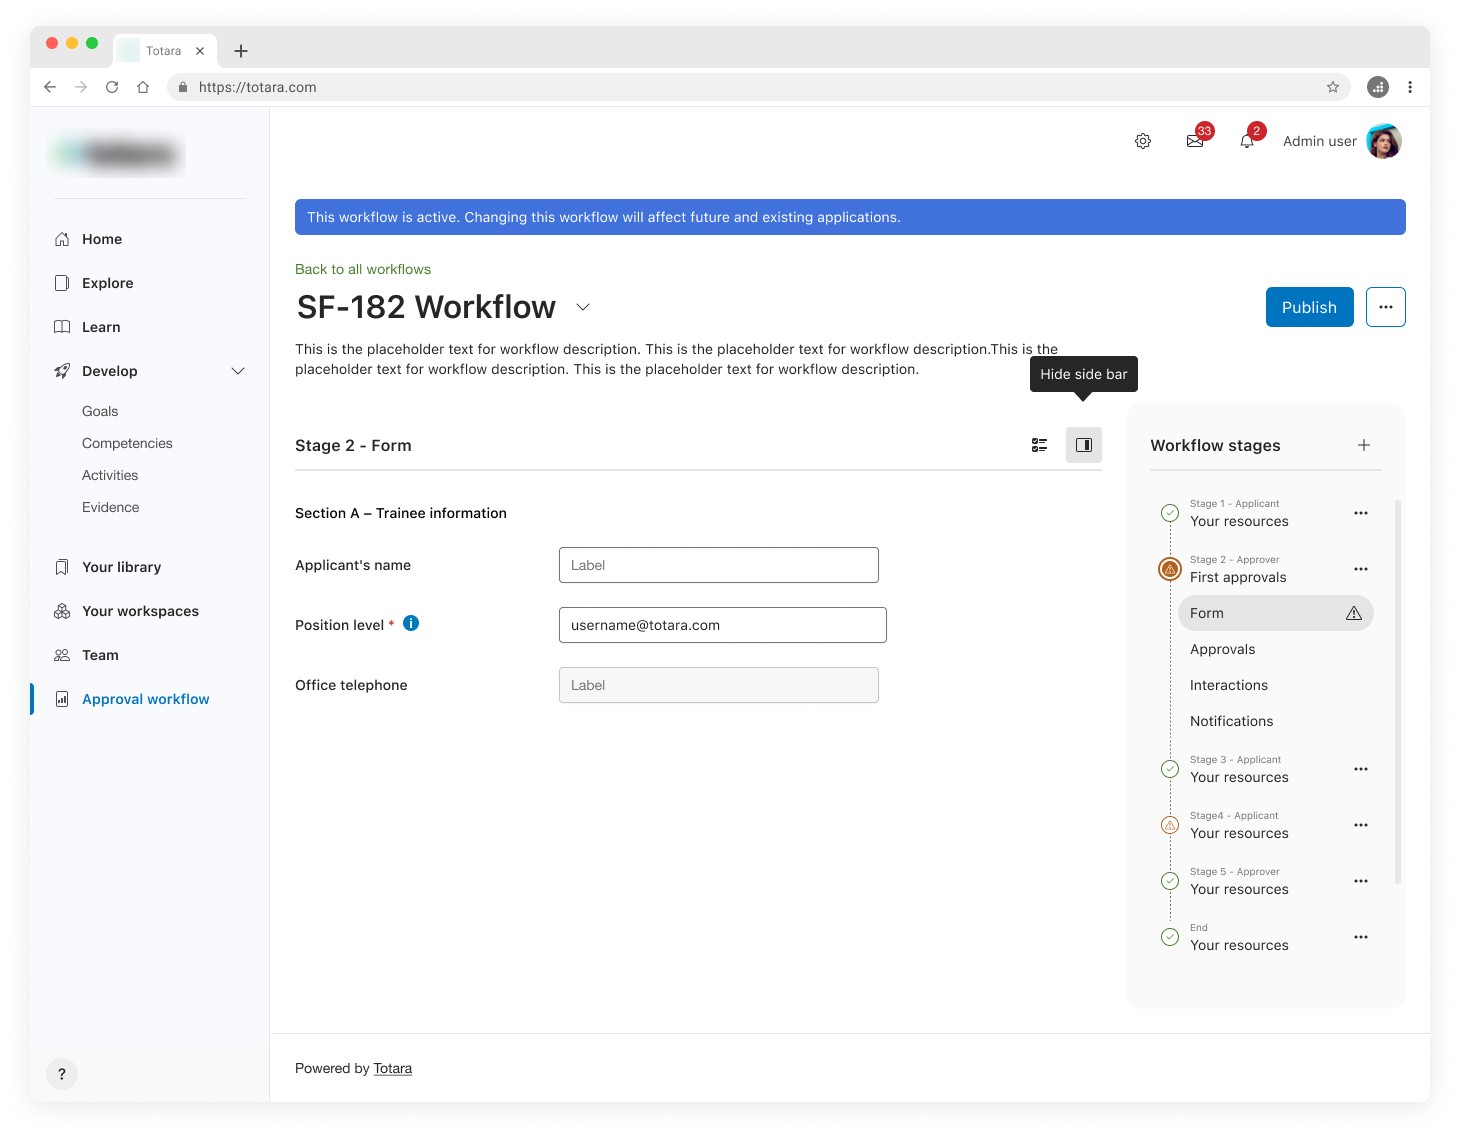 Totara
https://totara.com
33
2
Admin user
Home
Explore
Learn
Develop
Goals
Competencies
Activities
Evidence
Your library
Your workspaces
Team
Approval workflow
?
This workflow is active. Changing this workflow will affect future and existing applications.
Back to all workflows
SF-182 Workflow
Publish
This is the placeholder text for workflow description. This is the placeholder text for workflow description.This is the
placeholder text for workflow description. This is the placeholder text for workflow description.
Hide side bar
Stage 2 - Form
Section A – Trainee information
Applicant's name
Label
Position level *
i
username@totara.com
Office telephone
Label
Workflow stages
Stage 1 - Applicant
Your resources
Stage 2 - Approver
First approvals
Form
Approvals
Interactions
Notifications
Stage 3 - Applicant
Your resources
Stage4 - Applicant
Your resources
Stage 5 - Approver
Your resources
End
Your resources
Powered by Totara